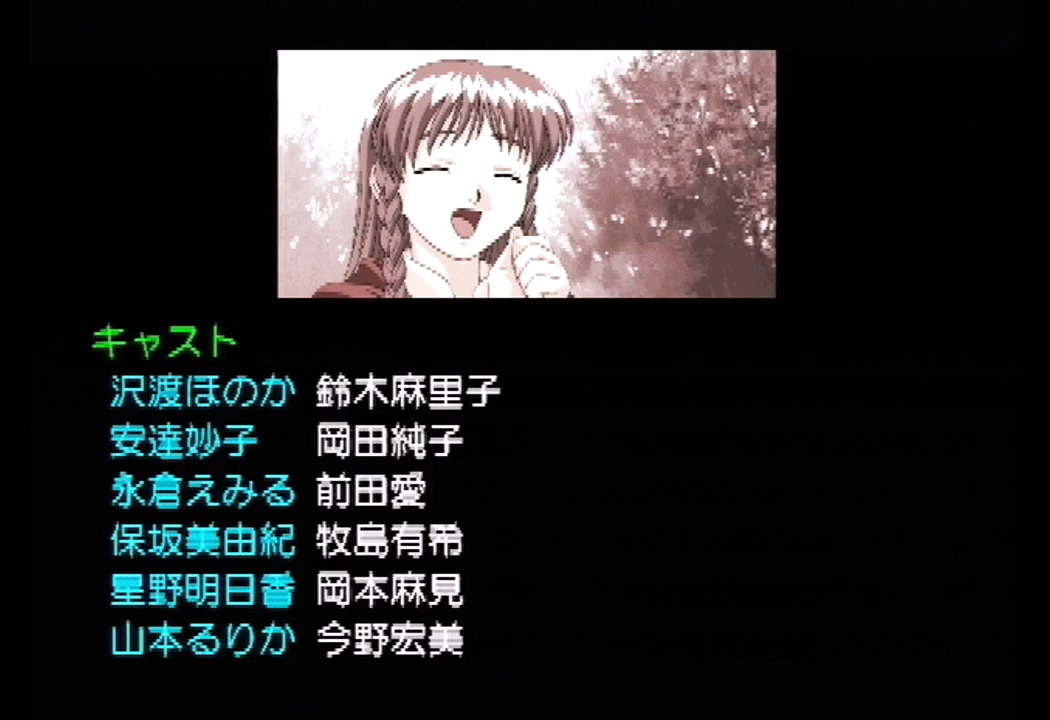 キャスト
沢渡ほのか 鈴木麻里子
安達妙子 岡田純子
永倉えみる 前田愛
保坂美由紀 牧島有希
星野明日香 岡本麻見
山本るりか 今野宏美